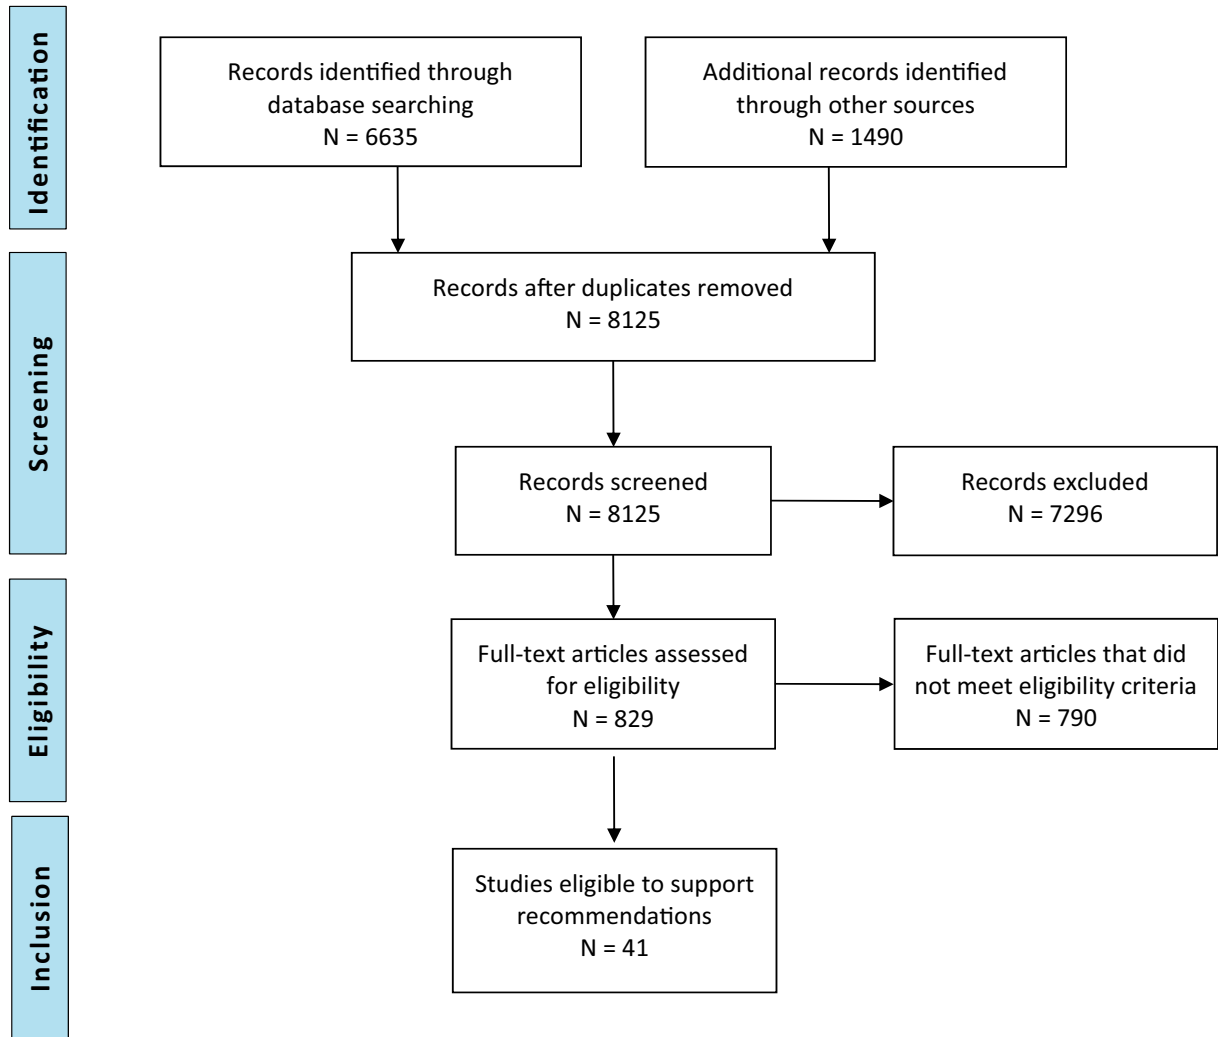 Identification
Records identified through
database searching
N = 6635
Additional records identified
through other sources
N = 1490
Screening
Records after duplicates removed
N = 8125
Records screened
N = 8125
Records excluded
N = 7296
Eligibility
Full-text articles assessed
for eligibility
N = 829
Full-text articles that did
not meet eligibility criteria
N = 790
Inclusion
Studies eligible to support
recommendations
N = 41